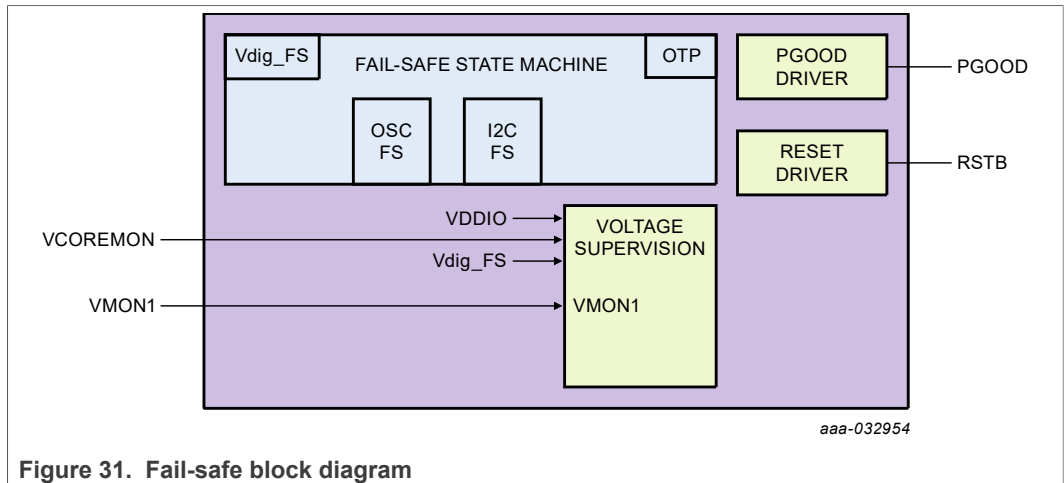 Vdig_FS
FAIL-SAFE STATE MACHINE
OTP
OSC
FS
I2C
FS
PGOOD
DRIVER
PGOOD
RESET
DRIVER
RSTB
VDDIO
VCOREMON
Vdig_FS
VOLTAGE
SUPERVISION
VMON1
VMON1
aaa-032954
Figure 31. Fail-safe block diagram